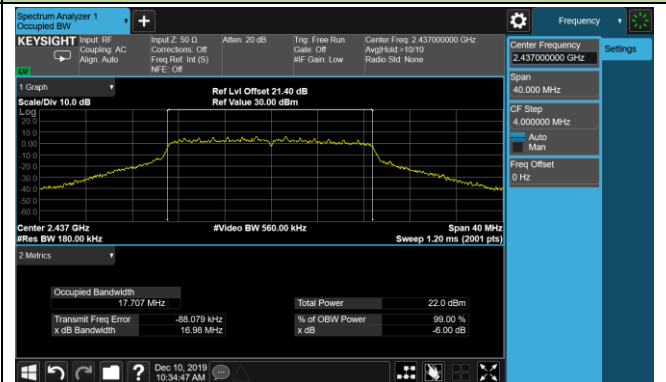 Spectrum Analyzer 1
Occupied BW
Frequency
KEYSIGHT
Input: RF
Coupling: AC
Align: Auto
Input Z: 50 Ω
Corrections: Off
Freq Ref: Int (S)
NFE: Off
Atten: 20 dB
Trig: Free Run
Gate: Off
#IF Gain: Low
Center Freq: 2.437000000 GHz
Avg|Hold:>10/10
Radio Std: None
Center Frequency
2.437000000 GHz
Settings
Span
40.000 MHz
CF Step
4.000000 MHz
Auto
Man
Freq Offset
0 Hz
1 Graph
Scale/Div 10.0 dB
Ref Lvl Offset 21.40 dB
Ref Value 30.00 dBm
Log
20.0
10.0
0.00
-10.0
-20.0
-30.0
-40.0
-50.0
-60.0
Center 2.437 GHz
#Res BW 180.00 kHz
#Video BW 560.00 kHz
Span 40 MHz
Sweep 1.20 ms (2001 pts)
2 Metrics
Occupied Bandwidth
17.707 MHz
Total Power 22.0 dBm
Transmit Freq Error -88.079 kHz
% of OBW Power 99.00 %
x dB Bandwidth 16.98 MHz
x dB -6.00 dB
Dec 10, 2019
10:34:47 AM